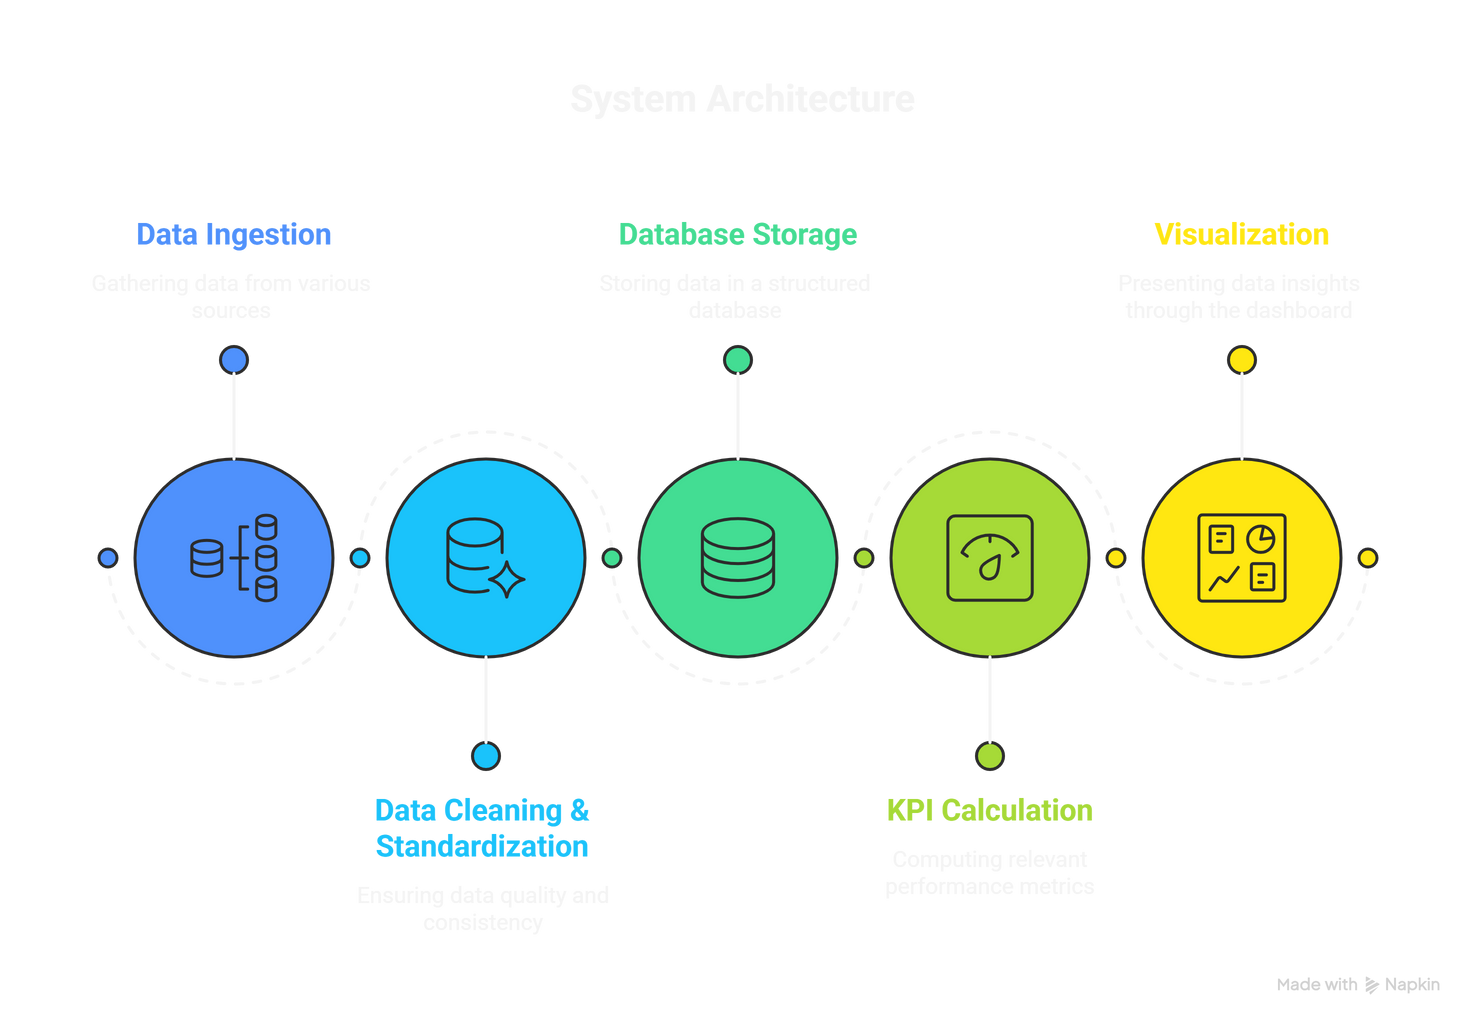 System Architecture
Data Ingestion
Gathering data from various
sources
Database Storage
Storing data in a structured
database
Visualization
Presenting data insights
through the dashboard
Data Cleaning &
Standardization
Ensuring data quality and
consistency
KPI Calculation
Computing relevant
performance metrics
Made with Napkin